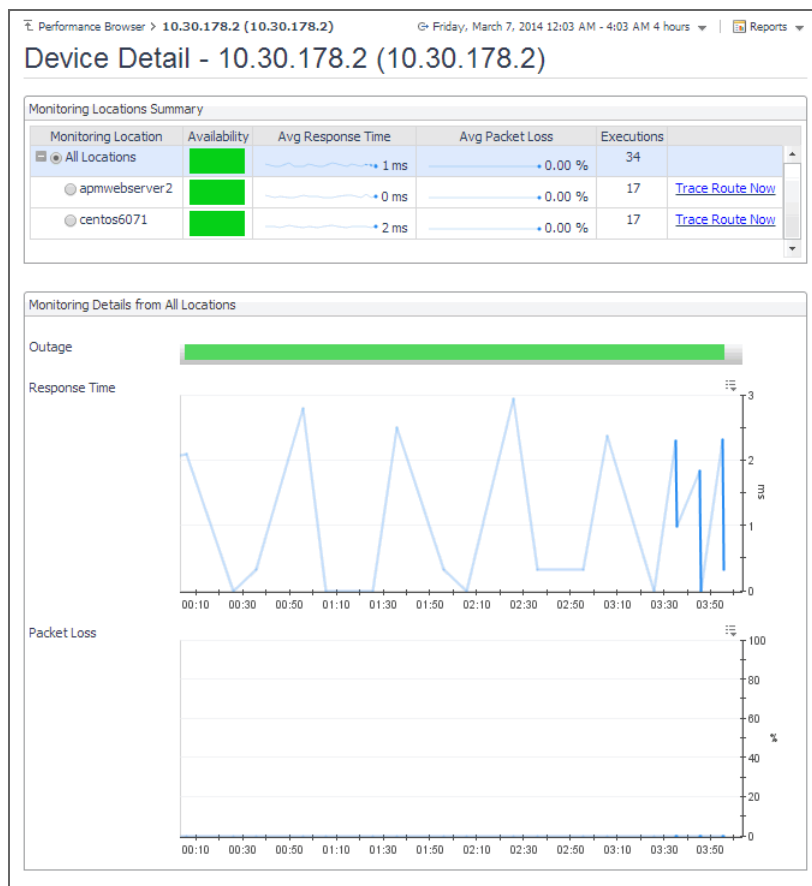 Performance Browser > 10.30.178.2 (10.30.178.2)
Friday, March 7, 2014 12:03 AM - 4:03 AM 4 hours
Reports
Device Detail - 10.30.178.2 (10.30.178.2)
Monitoring Locations Summary
Monitoring Location Availability Avg Response Time Avg Packet Loss Executions
All Locations 1 ms 0.00 % 34
apmwebserver2 0 ms 0.00 % 17 Trace Route Now
centos6071 2 ms 0.00 % 17 Trace Route Now
Monitoring Details from All Locations
Outage
Response Time
3
2
ms
1
0
00:10 00:30 00:50 01:10 01:30 01:50 02:10 02:30 02:50 03:10 03:30 03:50
Packet Loss
100
80
60
%
40
20
0
00:10 00:30 00:50 01:10 01:30 01:50 02:10 02:30 02:50 03:10 03:30 03:50